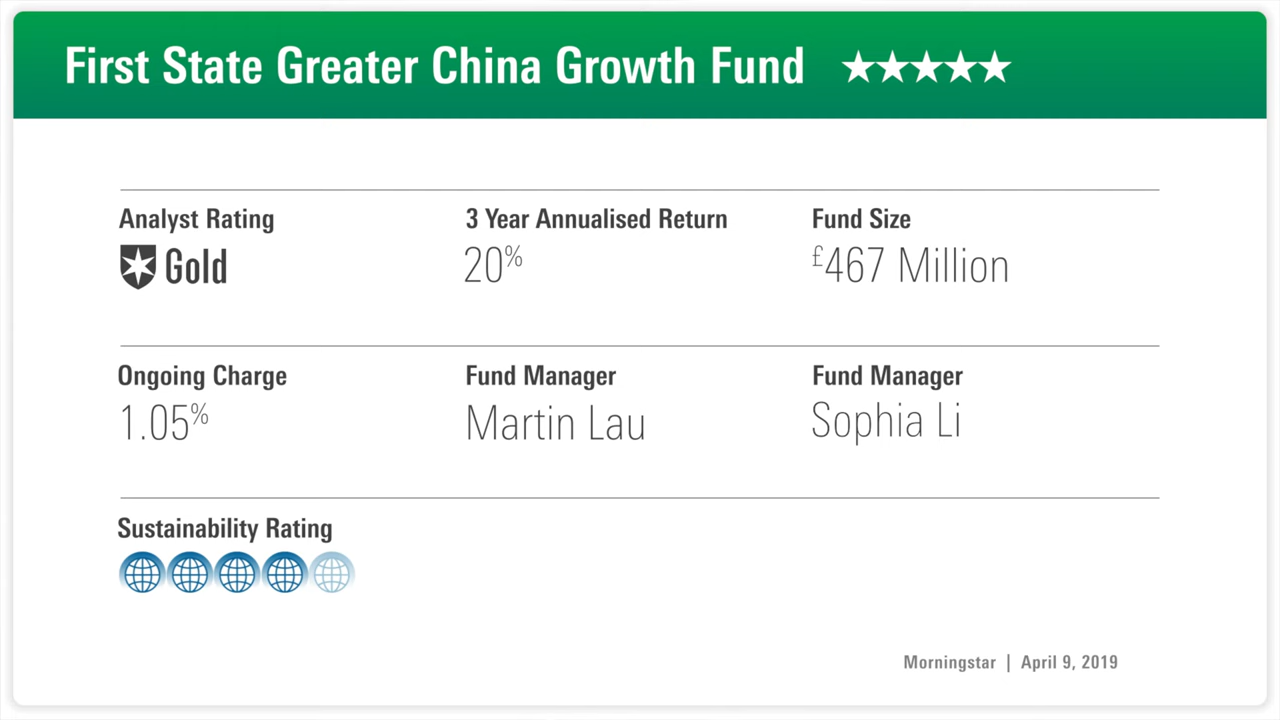 First State Greater China Growth Fund ★★★★★
Analyst Rating
Gold
3 Year Annualised Return
20%
Fund Size
£467 Million
Ongoing Charge
1.05%
Fund Manager
Martin Lau
Fund Manager
Sophia Li
Sustainability Rating
Morningstar | April 9, 2019